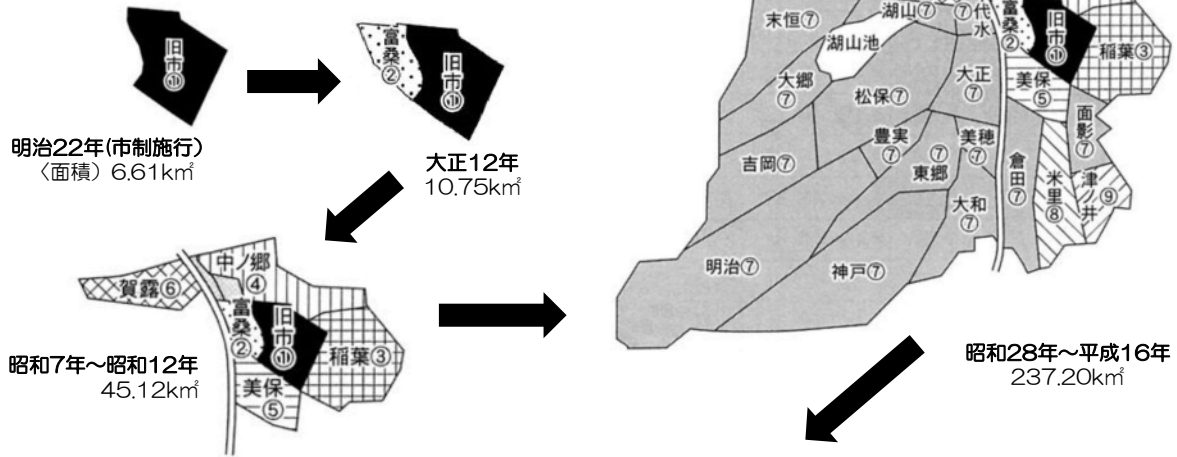 旧市①
明治22年(市制施行)
〈面積〉6.61k㎡
富桑②
旧市①
大正12年
10.75k㎡
賀露⑥
中ノ郷④
富桑②
旧市①
稲葉③
美保⑤
昭和7年～昭和12年
45.12k㎡
末恒⑦
湖山⑦
⑦代水
富桑②
旧市①
稲葉③
湖山池
大郷⑦
松保⑦
大正⑦
美保⑤
面影⑦
吉岡⑦
豊実⑦
⑦東郷
美穂⑦
倉田⑦
米里⑧
津ノ井⑨
大和⑦
明治⑦
神戸⑦
昭和28年～平成16年
237.20k㎡